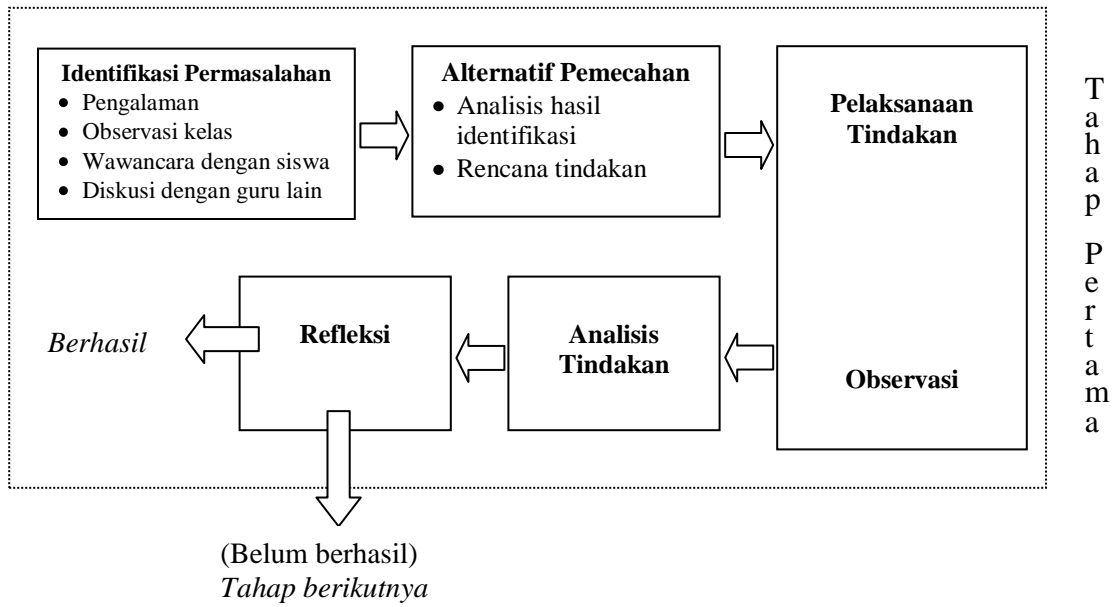 Identifikasi Permasalahan
• Pengalaman
• Observasi kelas
• Wawancara dengan siswa
• Diskusi dengan guru lain
Alternatif Pemecahan
• Analisis hasil
identifikasi
• Rencana tindakan
Pelaksanaan
Tindakan
Observasi
Analisis
Tindakan
Refleksi
Berhasil
(Belum berhasil)
Tahap berikutnya
Tahap Pertama